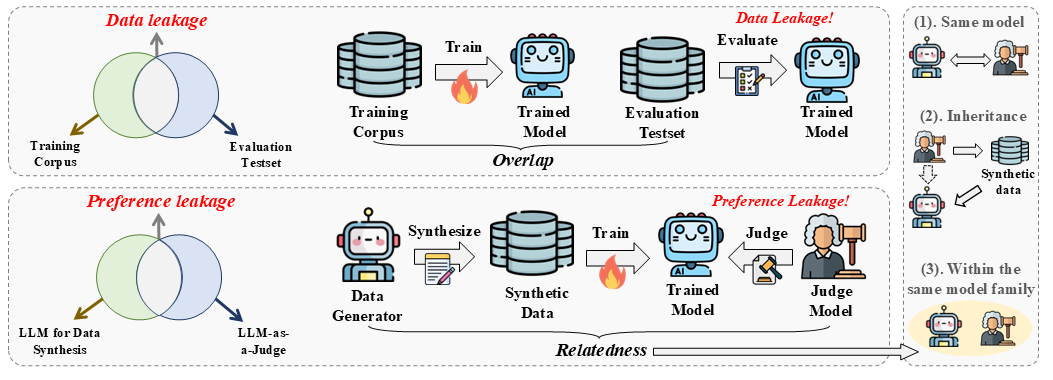 Data leakage
Training
Corpus
Evaluation
Testset
Training
Corpus
Train
AI
Trained
Model
Evaluation
Testset
Data Leakage!
Evaluate
Trained
Model
Overlap
Preference leakage
LLM for Data
Synthesis
LLM-as-
a-Judge
Data
Generator
Synthesize
Synthetic
Data
Train
AI
Trained
Model
Preference Leakage!
Judge
Judge
Model
Relatedness
(1). Same model
(2). Inheritance
Synthetic
data
(3). Within the
same model family